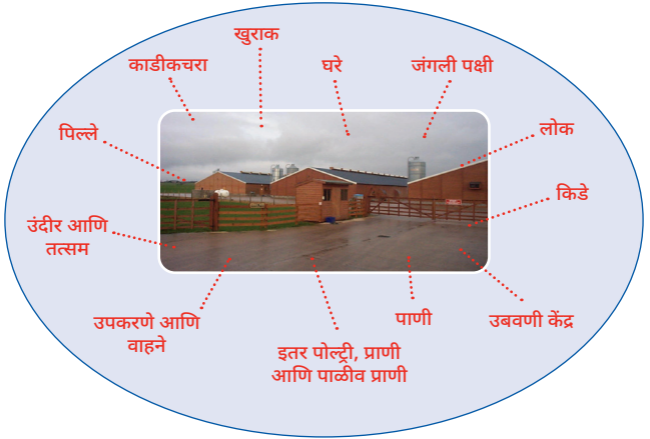 खुराक
काडीकचरा
घरे
जंगली पक्षी
पिल्ले
लोक
किडे
उंदीर आणि
तत्सम
उपकरणे आणि
वाहने
इतर पोल्ट्री, प्राणी
आणि पाळीव प्राणी
पाणी
उबवणी केंद्र